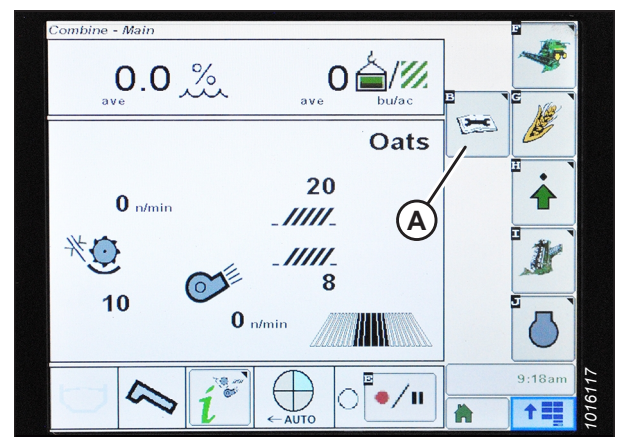 Combine - Main
0.0 %
ave
0 /
ave bu/ac
B
F
G
H
I
J
A
Oats
0 n/min
20
8
10
0 n/min
i
← AUTO
E
/
9:18am
1016117